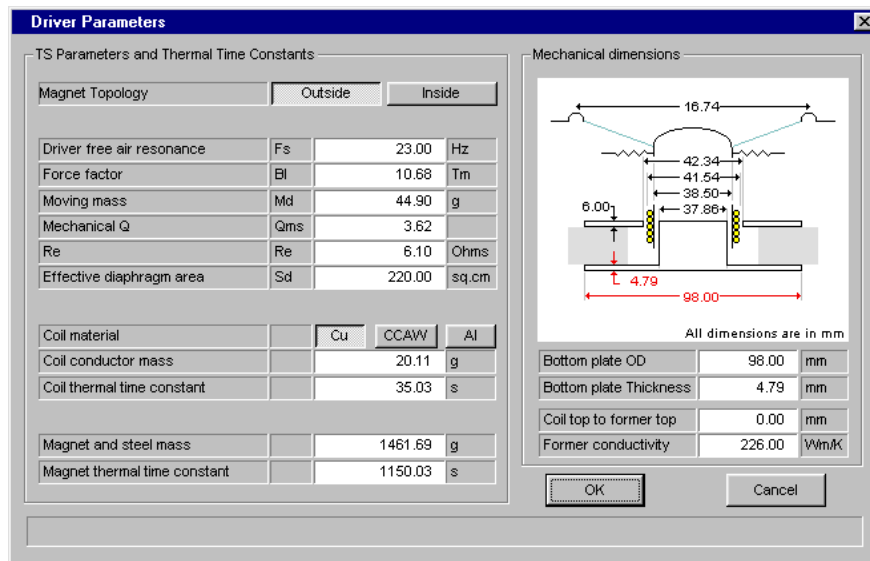 Driver Parameters
TS Parameters and Thermal Time Constants
Magnet Topology Outside Inside
Driver free air resonance Fs 23.00 Hz
Force factor Bl 10.68 Tm
Moving mass Md 44.90 g
Mechanical Q Qms 3.62
Re Re 6.10 Ohms
Effective diaphragm area Sd 220.00 sq.cm
Coil material Cu CCAW Al
Coil conductor mass 20.11 g
Coil thermal time constant 35.03 s
Magnet and steel mass 1461.69 g
Magnet thermal time constant 1150.03 s
Mechanical dimensions
16.74
42.34
41.54
38.50
6.00 37.86
4.79
98.00
All dimensions are in mm
Bottom plate OD 98.00 mm
Bottom plate Thickness 4.79 mm
Coil top to former top 0.00 mm
Former conductivity 226.00 W/m/K
OK Cancel